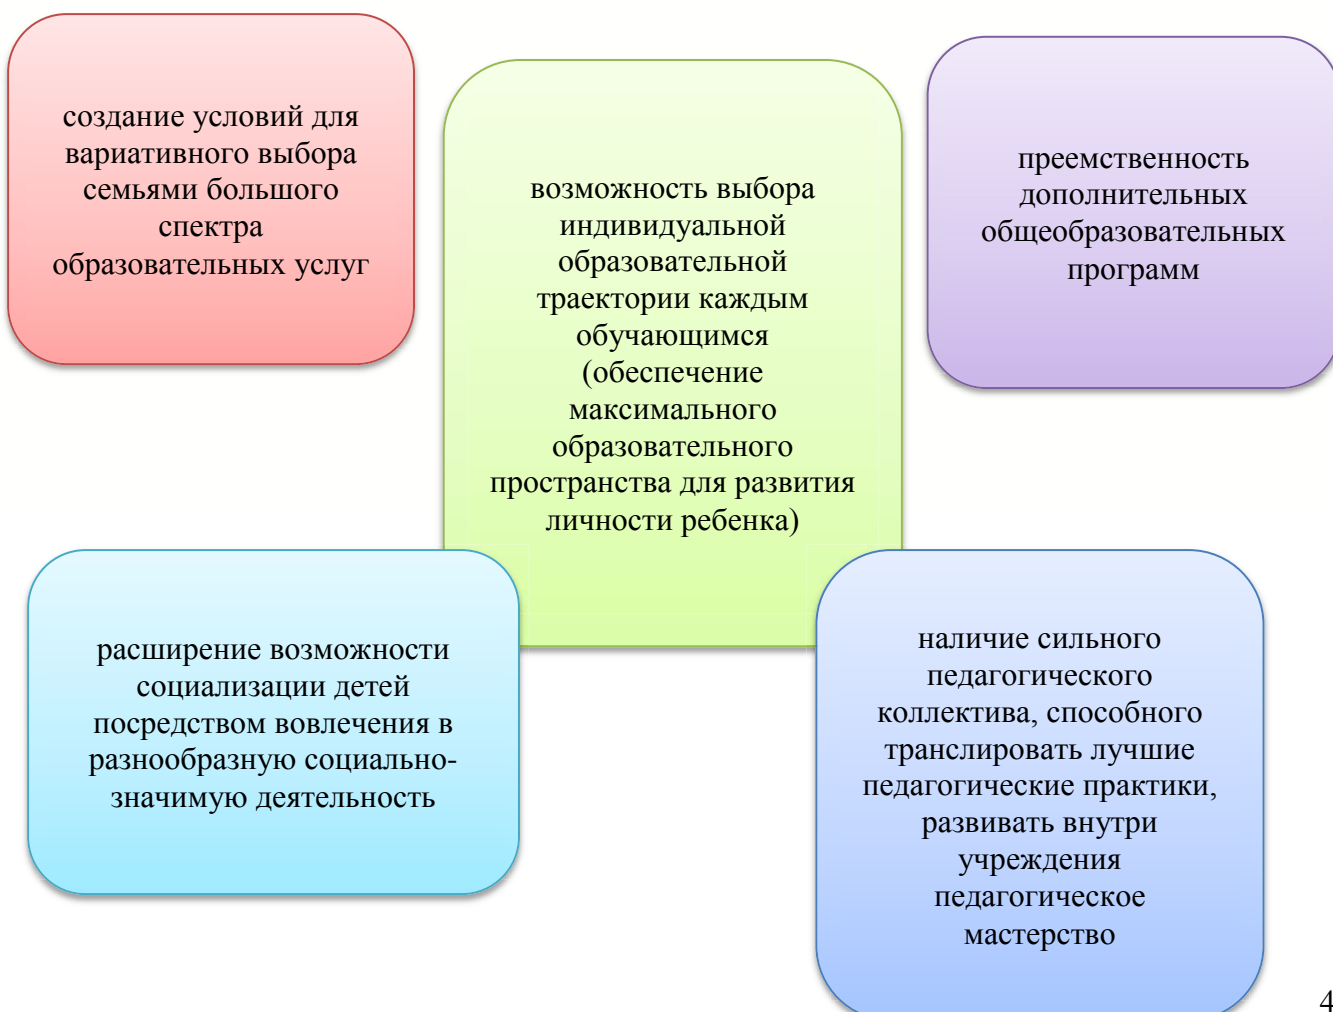 создание условий для
вариативного выбора
семьями большого
спектра
образовательных услуг
возможность выбора
индивидуальной
образовательной
траектории каждым
обучающимся
(обеспечение
максимального
образовательного
пространства для развития
личности ребенка)
преемственность
дополнительных
общеобразовательных
программ
расширение возможности
социализации детей
посредством вовлечения в
разнообразную социально-
значимую деятельность
наличие сильного
педагогического
коллектива, способного
транслировать лучшие
педагогические практики,
развивать внутри
учреждения
педагогическое
мастерство
4